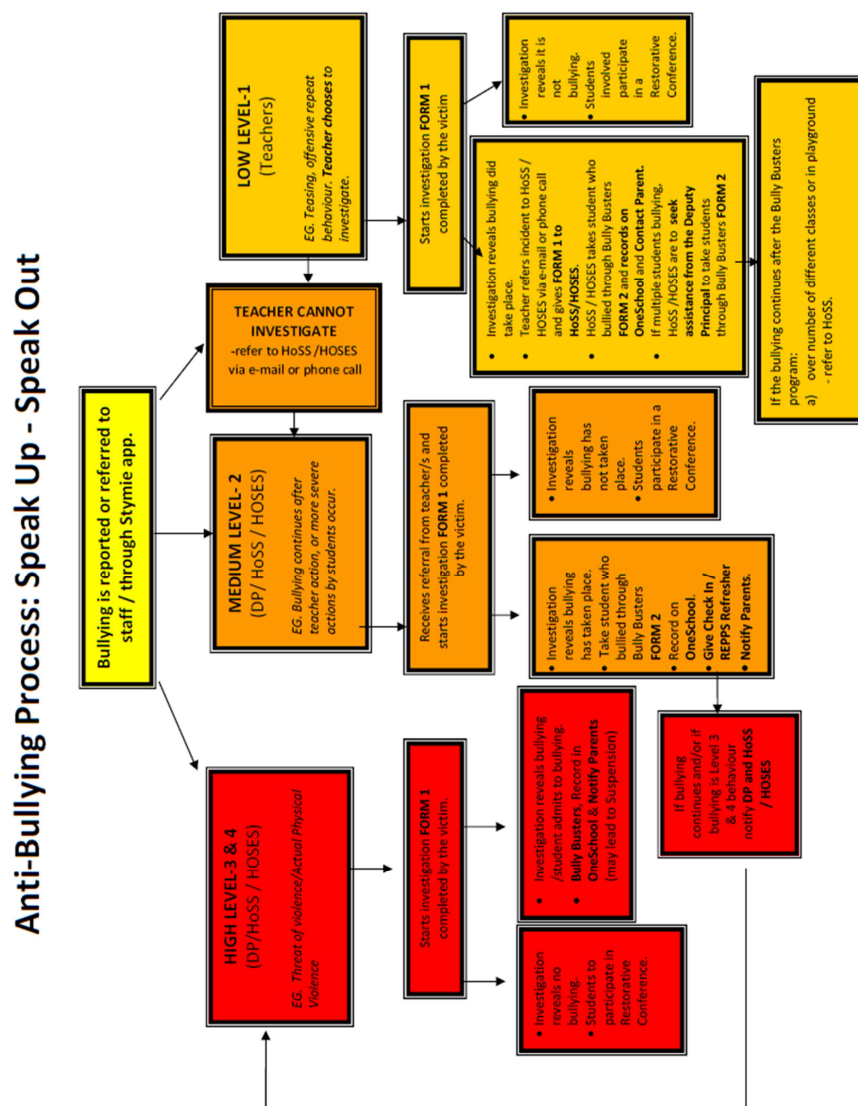 Anti-Bullying Process: Speak Up - Speak Out
Bullying is reported or referred to
staff / through Stymie app.
HIGH LEVEL-3 & 4
(DP/HoSS / HOSES)
EG.  Threat of violence/Actual Physical
Violence
MEDIUM LEVEL- 2
(DP/ HoSS / HOSES)
EG. Bullying continues after
teacher action, or more severe
actions by students occur.
TEACHER CANNOT
INVESTIGATE
-refer to HoSS /HOSES
via e-mail or phone call
LOW LEVEL-1
(Teachers)
EG. Teasing, offensive repeat
behaviour. Teacher chooses to
investigate.
Starts investigation FORM 1
completed by the victim.
Receives referral from teacher/s and
starts investigation FORM 1 completed
by the victim.
Starts investigation FORM 1
completed by the victim.
• Investigation
reveals no
bullying.
• Students to
participate in
Restorative
Conference.
• Investigation reveals bullying
/student admits to bullying.
• Bully Busters, Record in
OneSchool & Notify Parents
(may lead to Suspension)
• Investigation
reveals bullying
has taken place.
• Take student who
bullied through
Bully Busters
FORM 2
• Record on
OneSchool.
• Give Check In /
REPPS Refresher
• Notify Parents.
• Investigation
reveals
bullying has
not taken
place.
• Students
participate in a
Restorative
Conference.
• Investigation reveals bullying did
take place.
• Teacher refers incident to HoSS /
HOSES via e-mail or phone call
and gives FORM 1 to
HoSS/HOSES.
• HoSS / HOSES takes student who
bullied through Bully Busters
FORM 2 and records on
OneSchool and Contact Parent.
• If multiple students bullying,
HoSS /HOSES are to seek
assistance from the Deputy
Principal to take students
through Bully Busters FORM 2
• Investigation
reveals it is
not
bullying.
• Students
involved
participate
in a
Restorative
Conference.
If bullying
continues and/or if
bullying is Level 3
& 4 behaviour
notify DP and HoSS
/ HOSES
If the bullying continues after the Bully Busters
program:
a) over number of different classes or in playground
- refer to HoSS.